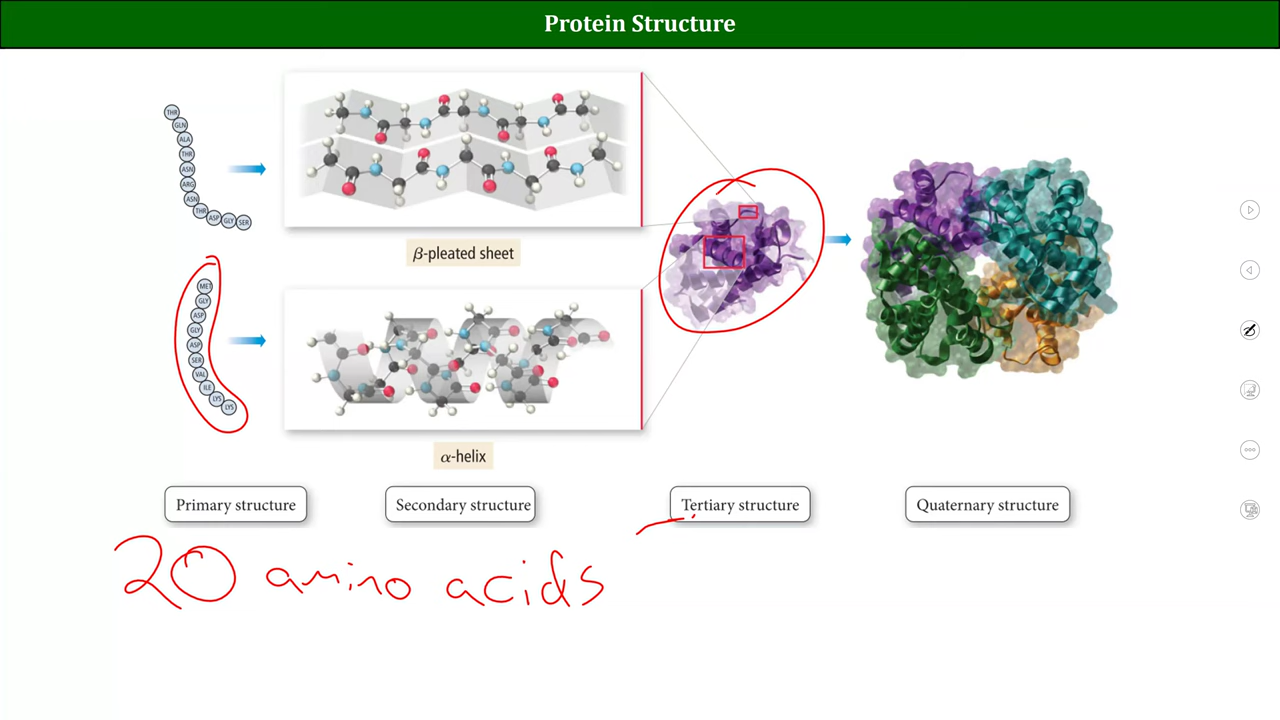 Protein Structure
THR
GLN
ALA
THR
ASN
ARG
ASN
THR
ASP
GLY
SER
β-pleated sheet
MET
GLY
ASP
GLY
ASP
SER
VAL
ILE
LYS
LYS
α-helix
Primary structure
Secondary structure
Tertiary structure
Quaternary structure
20 amino acids